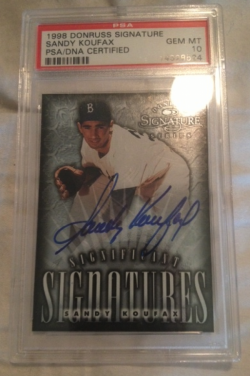 PSA
1998 DONRUSS SIGNATURE
SANDY KOUFAX GEM MT
PSA/DNA CERTIFIED 10
B
SIGNATURE
Sandy Koufax
SIGNIFICANT
SIGNATURES
SANDY KOUFAX